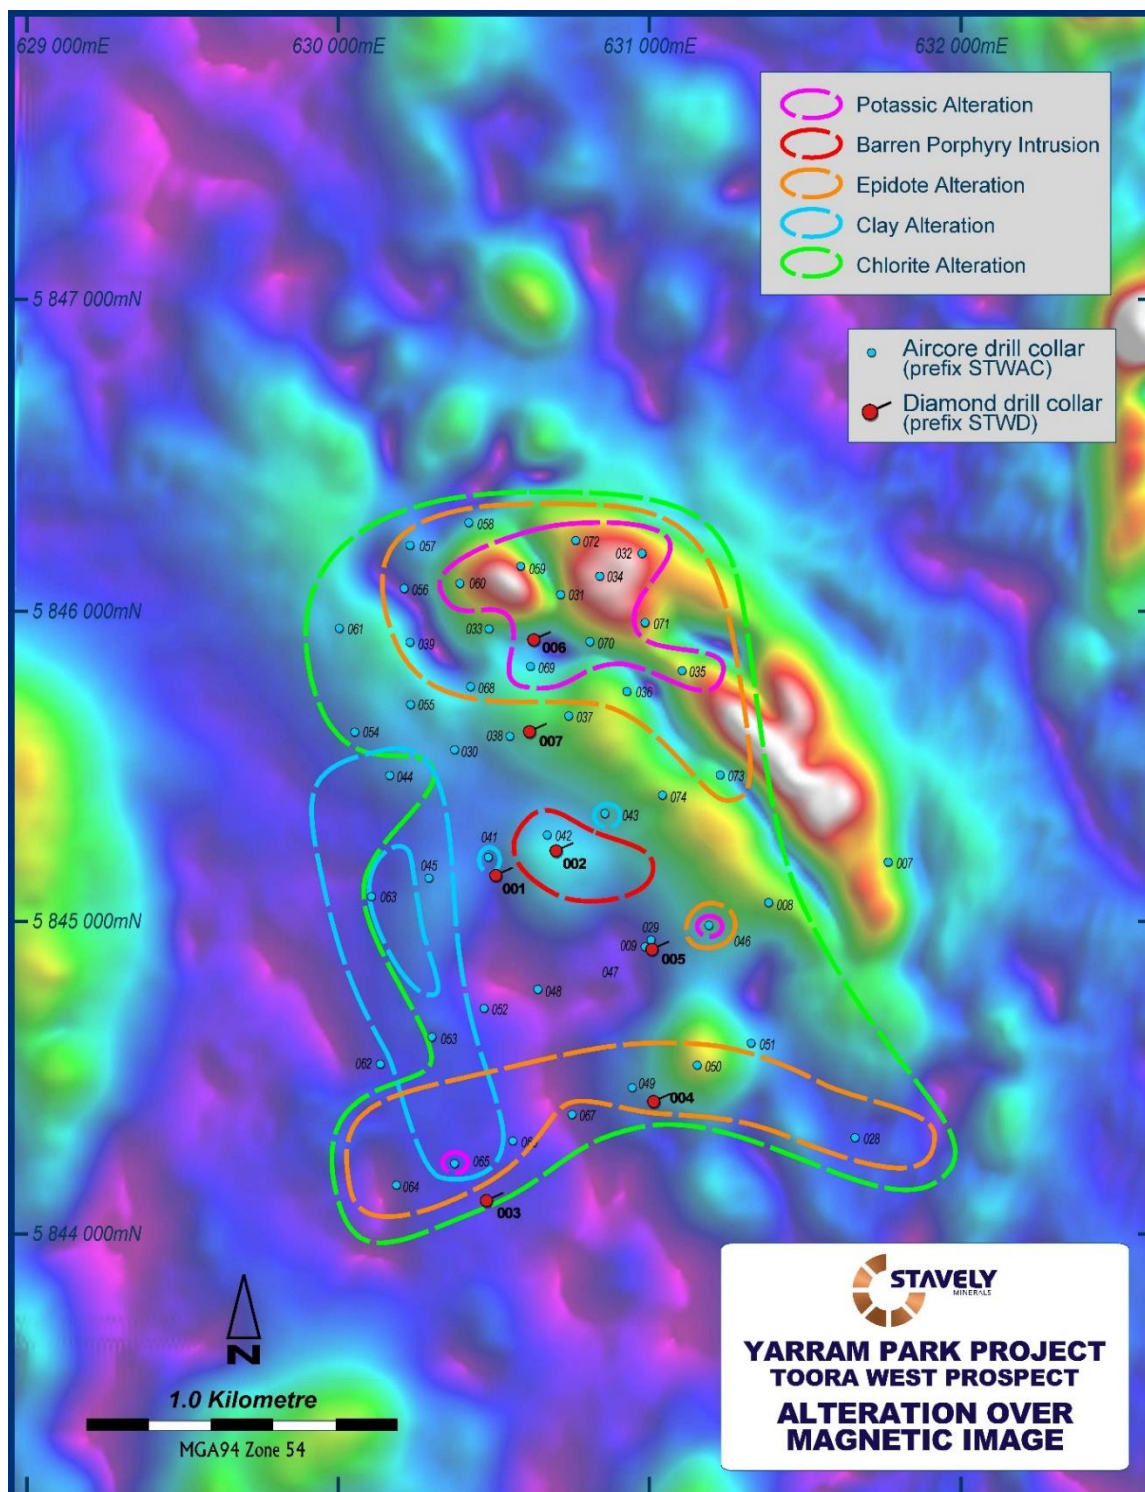 629 000mE
630 000mE
631 000mE
632 000mE
Potassic Alteration
Barren Porphyry Intrusion
Epidote Alteration
Clay Alteration
Chlorite Alteration
5 847 000mN
Aircore drill collar
(prefix STWAC)
Diamond drill collar
(prefix STWD)
058
057
072
032
059
060
034
056
031
5 846 000mN
071
061
033
039
006
070
069
035
068
036
055
037
054
038
007
030
044
073
074
043
042
041
002
007
045
001
063
008
5 845 000mN
029
046
009
005
047
048
052
053
051
062
050
049
004
067
028
065
064
003
5 844 000mN
N
1.0 Kilometre
MGA94 Zone 54
STAVELY
MINERALS
YARRAM PARK PROJECT
TOORA WEST PROSPECT
ALTERATION OVER
MAGNETIC IMAGE